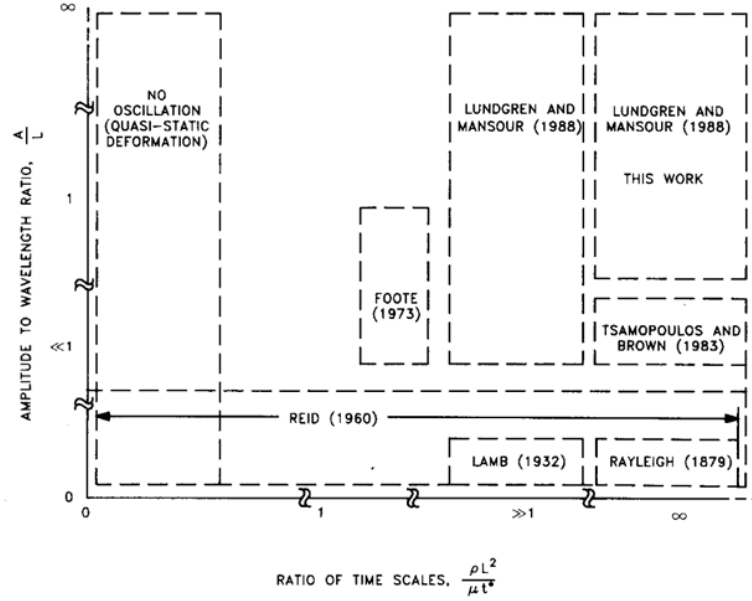 ∞
NO
OSCILLATION
(QUASI-STATIC
DEFORMATION)
LUNDGREN AND
MANSOUR (1988)
LUNDGREN AND
MANSOUR (1988)
THIS WORK
AMPLITUDE TO WAVELENGTH RATIO, A/L
1
FOOTE
(1973)
TSAMOPOULOS AND
BROWN (1983)
≪1
REID (1960)
LAMB (1932)
RAYLEIGH (1879)
0
0
1
≫1
∞
RATIO OF TIME SCALES, ρL²/μt*